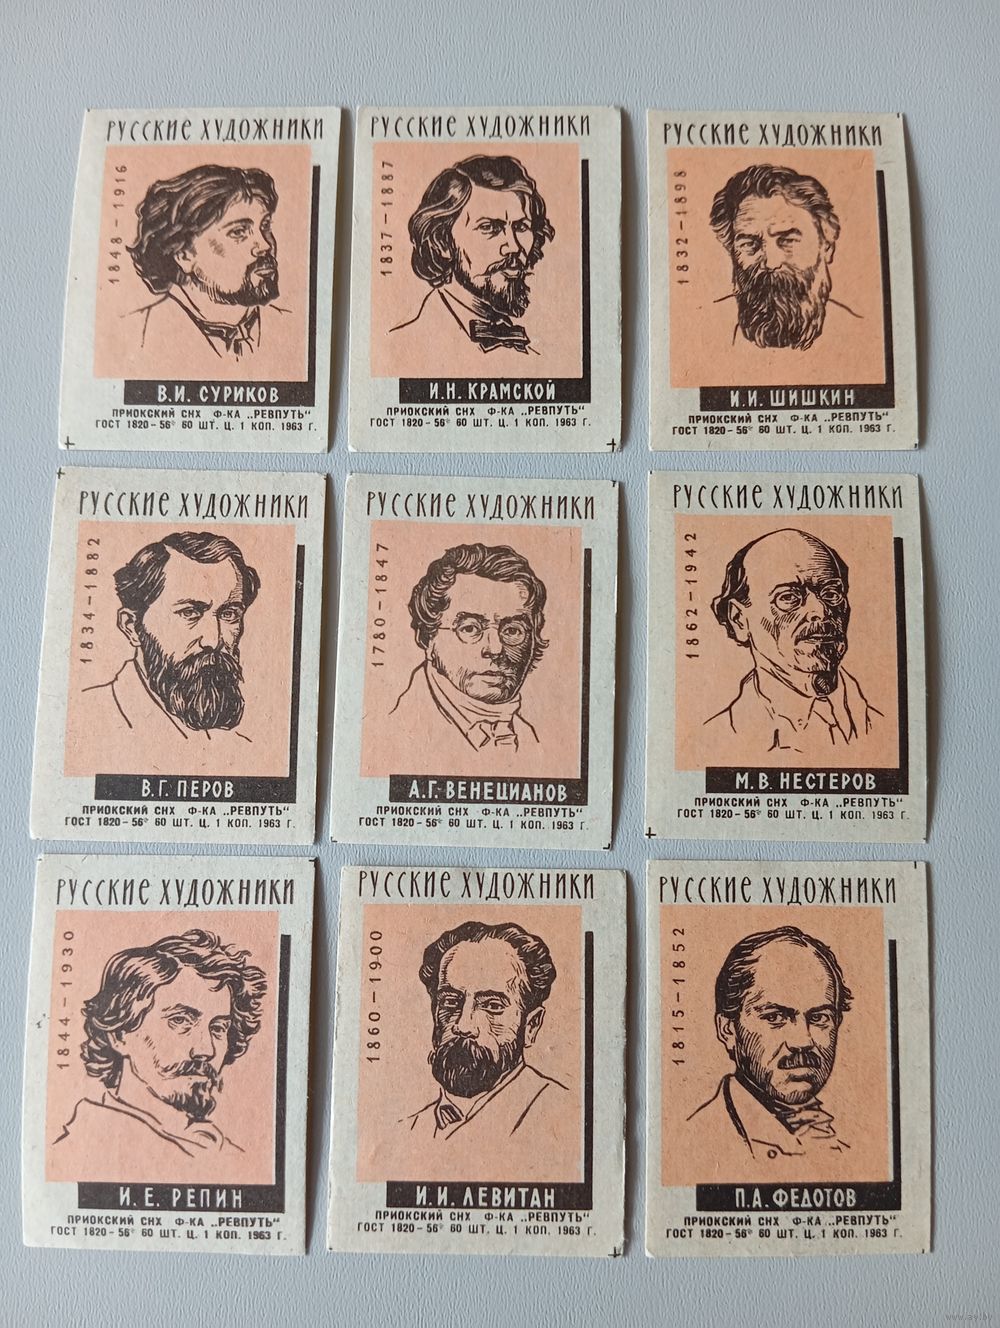 РУССКИЕ ХУДОЖНИКИ
1848-1916
В.И. СУРИКОВ
ПРИОКСКИЙ СНХ Ф-КА „РЕВПУТЬ“
ГОСТ 1820-56* 60 ШТ. Ц. 1 КОП. 1963 Г.
РУССКИЕ ХУДОЖНИКИ
1837-1887
И.Н. КРАМСКОЙ
ПРИОКСКИЙ СНХ Ф-КА „РЕВПУТЬ“
ГОСТ 1820-56* 60 ШТ. Ц. 1 КОП. 1963 Г.
РУССКИЕ ХУДОЖНИКИ
1832-1898
И.И. ШИШКИН
ПРИОКСКИЙ СНХ Ф-КА „РЕВПУТЬ“
ГОСТ 1820-56* 60 ШТ. Ц. 1 КОП. 1963 Г.
РУССКИЕ ХУДОЖНИКИ
1834-1882
В.Г. ПЕРОВ
ПРИОКСКИЙ СНХ Ф-КА „РЕВПУТЬ“
ГОСТ 1820-56* 60 ШТ. Ц. 1 КОП. 1963 Г.
РУССКИЕ ХУДОЖНИКИ
1780-1847
А.Г. ВЕНЕЦИАНОВ
ПРИОКСКИЙ СНХ Ф-КА „РЕВПУТЬ“
ГОСТ 1820-56* 60 ШТ. Ц. 1 КОП. 1963 Г.
РУССКИЕ ХУДОЖНИКИ
1862-1942
М.В. НЕСТЕРОВ
ПРИОКСКИЙ СНХ Ф-КА „РЕВПУТЬ“
ГОСТ 1820-56* 60 ШТ. Ц. 1 КОП. 1963 Г.
РУССКИЕ ХУДОЖНИКИ
1844-1930
И.Е. РЕПИН
ПРИОКСКИЙ СНХ Ф-КА „РЕВПУТЬ“
ГОСТ 1820-56* 60 ШТ. Ц. 1 КОП. 1963 Г.
РУССКИЕ ХУДОЖНИКИ
1860-1900
И.И. ЛЕВИТАН
ПРИОКСКИЙ СНХ Ф-КА „РЕВПУТЬ“
ГОСТ 1820-56* 60 ШТ. Ц. 1 КОП. 1963 Г.
РУССКИЕ ХУДОЖНИКИ
1815-1852
П.А. ФЕДОТОВ
ПРИОКСКИЙ СНХ Ф-КА „РЕВПУТЬ“
ГОСТ 1820-56* 60 ШТ. Ц. 1 КОП. 1963 Г.